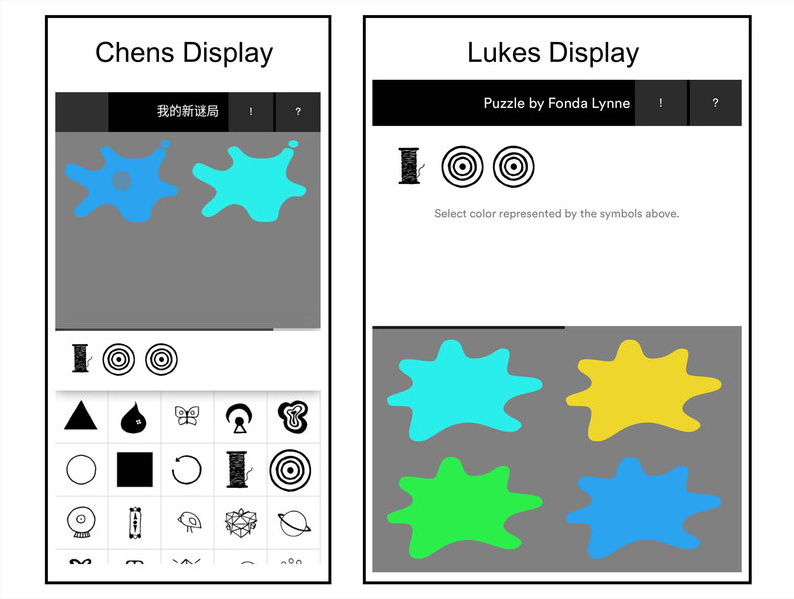 Chens Display
我的新谜局
!
?
Lukes Display
Puzzle by Fonda Lynne
!
?
Select color represented by the symbols above.